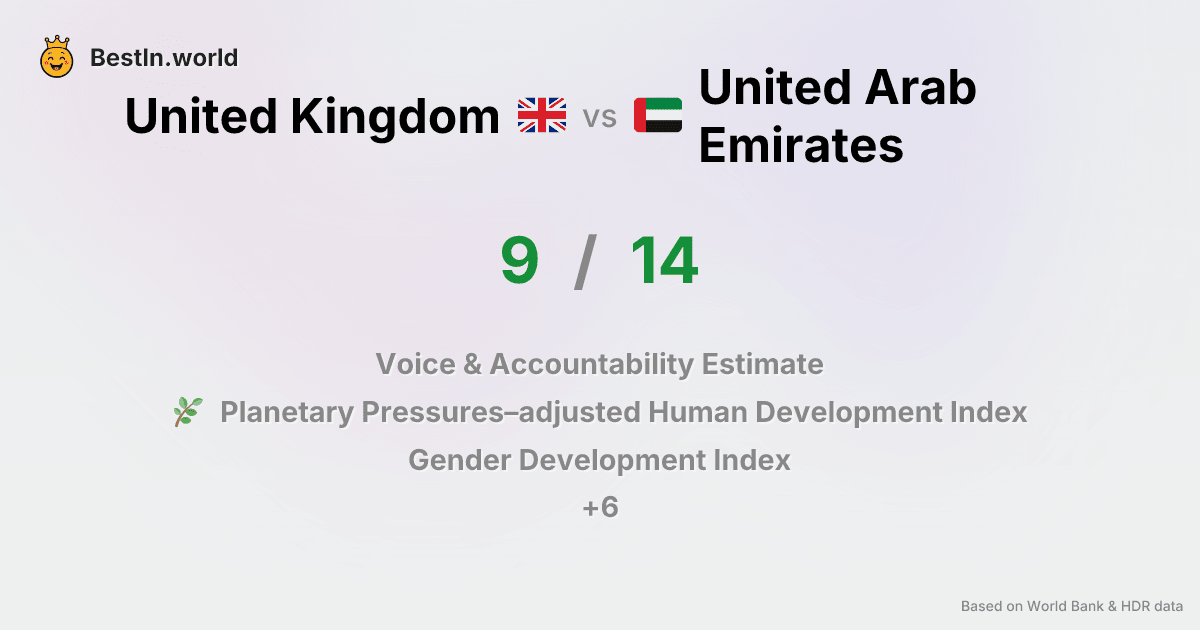 BestIn.world
United Kingdom vs United Arab
Emirates
9 / 14
Voice & Accountability Estimate
Planetary Pressures–adjusted Human Development Index
Gender Development Index
+6
Based on World Bank & HDR data